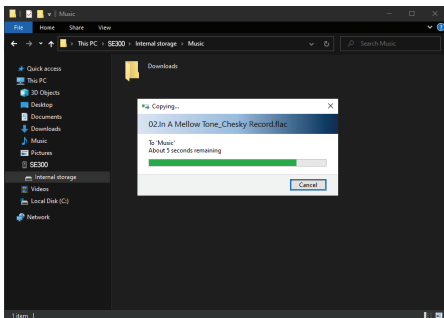 Music
File Home Share View
This PC > SE300 > Internal storage > Music
Search Music
Quick access
This PC
3D Objects
Desktop
Documents
Downloads
Music
Pictures
SE300
Internal storage
Videos
Local Disk (C:)
Network
Downloads
Copying...
02.In A Mellow Tone_Chesky Record.flac
To 'Music'
About 5 seconds remaining
Cancel
1 item